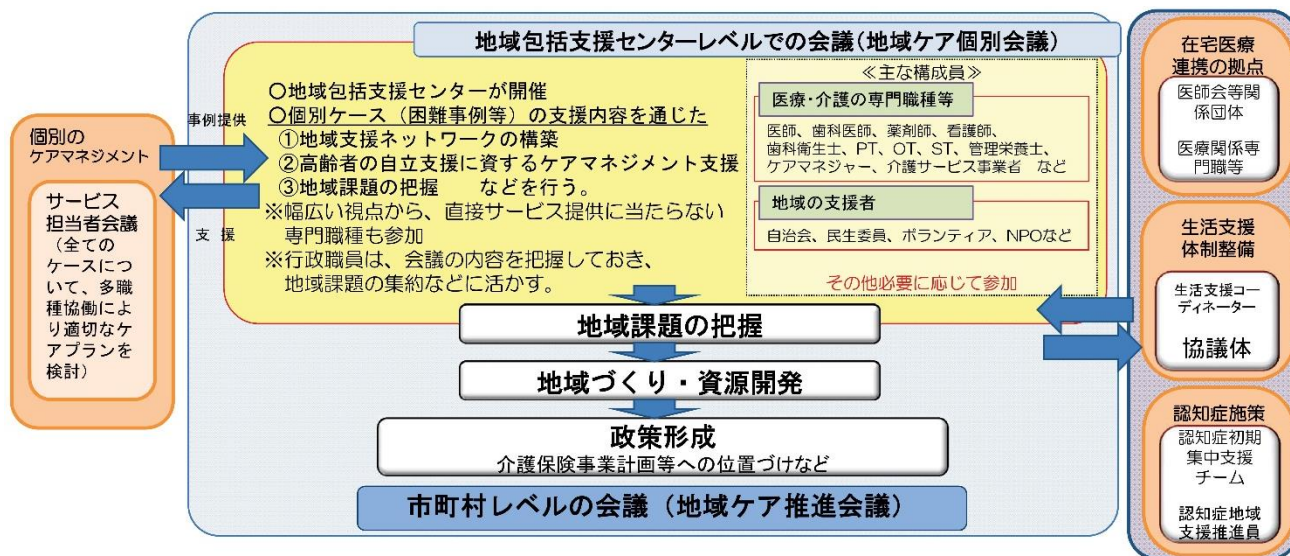 地域包括支援センターレベルでの会議(地域ケア個別会議)
個別の
ケアマネジメント
サービス
担当者会議
(全ての
ケースにつ
いて、多職
種協働によ
り適切なケ
アプランを
検討)
事例提供
支 援
〇地域包括支援センターが開催
〇個別ケース(困難事例等)の支援内容を通じた
①地域支援ネットワークの構築
②高齢者の自立支援に資するケアマネジメント支援
③地域課題の把握 などを行う。
※幅広い視点から、直接サービス提供に当たらない
専門職種も参加
※行政職員は、会議の内容を把握しておき、
地域課題の集約などに活かす。
≪主な構成員≫
医療・介護の専門職種等
医師、歯科医師、薬剤師、看護師、
歯科衛生士、PT、OT、ST、管理栄養士、
ケアマネジャー、介護サービス事業者 など
地域の支援者
自治会、民生委員、ボランティア、NPOなど
その他必要に応じて参加
地域課題の把握
地域づくり・資源開発
政策形成
介護保険事業計画等への位置づけなど
市町村レベルの会議(地域ケア推進会議)
在宅医療
連携の拠点
医師会等関
係団体
医療関係専
門職等
生活支援
体制整備
生活支援コー
ディネーター
協議体
認知症施策
認知症初期
集中支援
チーム
認知症地域
支援推進員